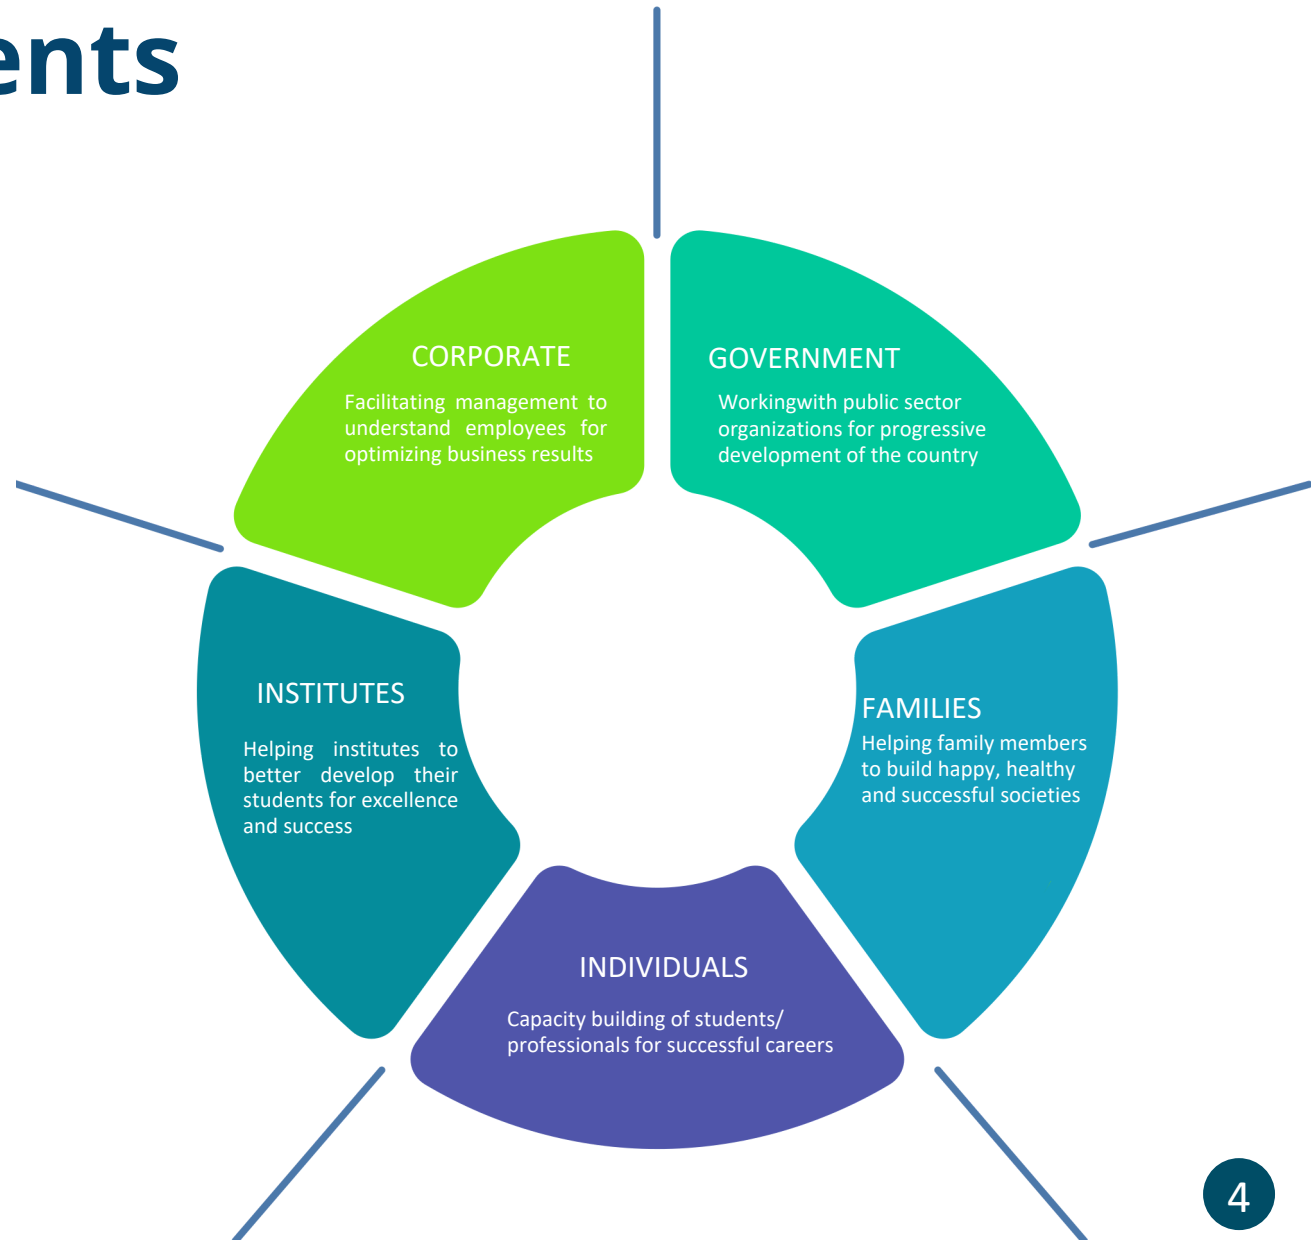 ents
CORPORATE
Facilitating management to
understand employees for
optimizing business results
GOVERNMENT
Workingwith public sector
organizations for progressive
development of the country
INSTITUTES
Helping institutes to
better develop their
students for excellence
and success
FAMILIES
Helping family members
to build happy, healthy
and successful societies
INDIVIDUALS
Capacity building of students/
professionals for successful careers
4